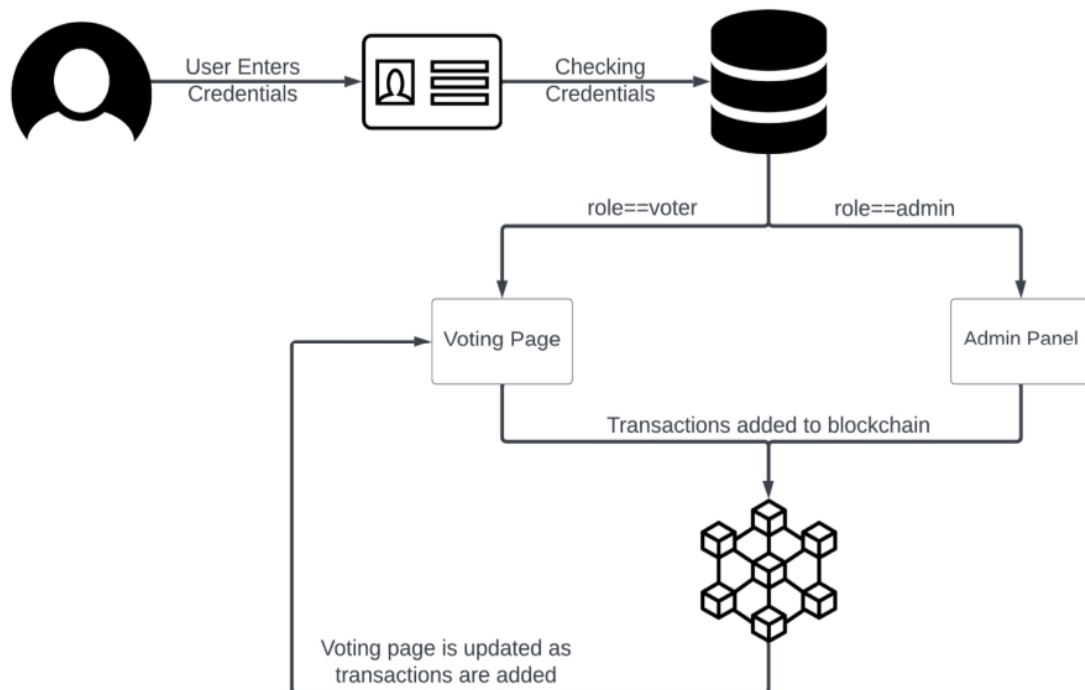 User Enters
Credentials
Checking
Credentials
role==voter
role==admin
Voting Page
Admin Panel
Transactions added to blockchain
Voting page is updated as
transactions are added